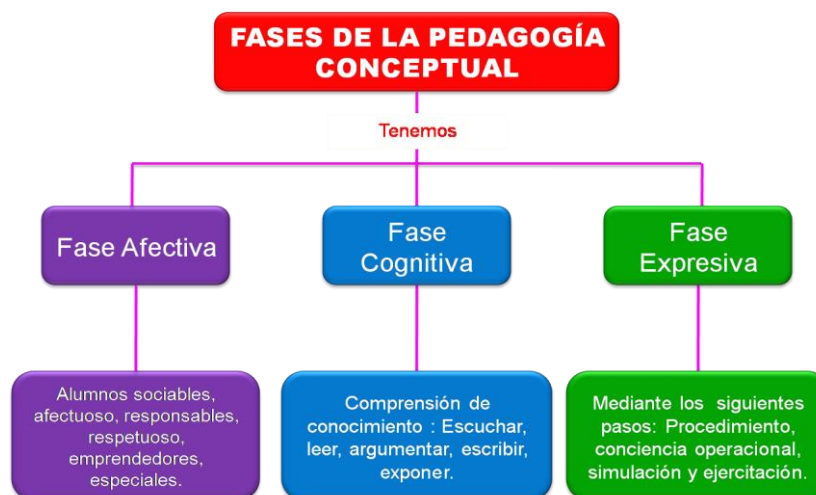 FASES DE LA PEDAGOGÍA
CONCEPTUAL
Tenemos
Fase Afectiva
Fase
Cognitiva
Fase
Expresiva
Alumnos sociables,
afectuoso, responsables,
respetuoso,
emprendedores,
especiales.
Comprensión de
conocimiento : Escuchar,
leer, argumentar, escribir,
exponer.
Mediante los siguientes
pasos: Procedimiento,
conciencia operacional,
simulación y ejercitación.